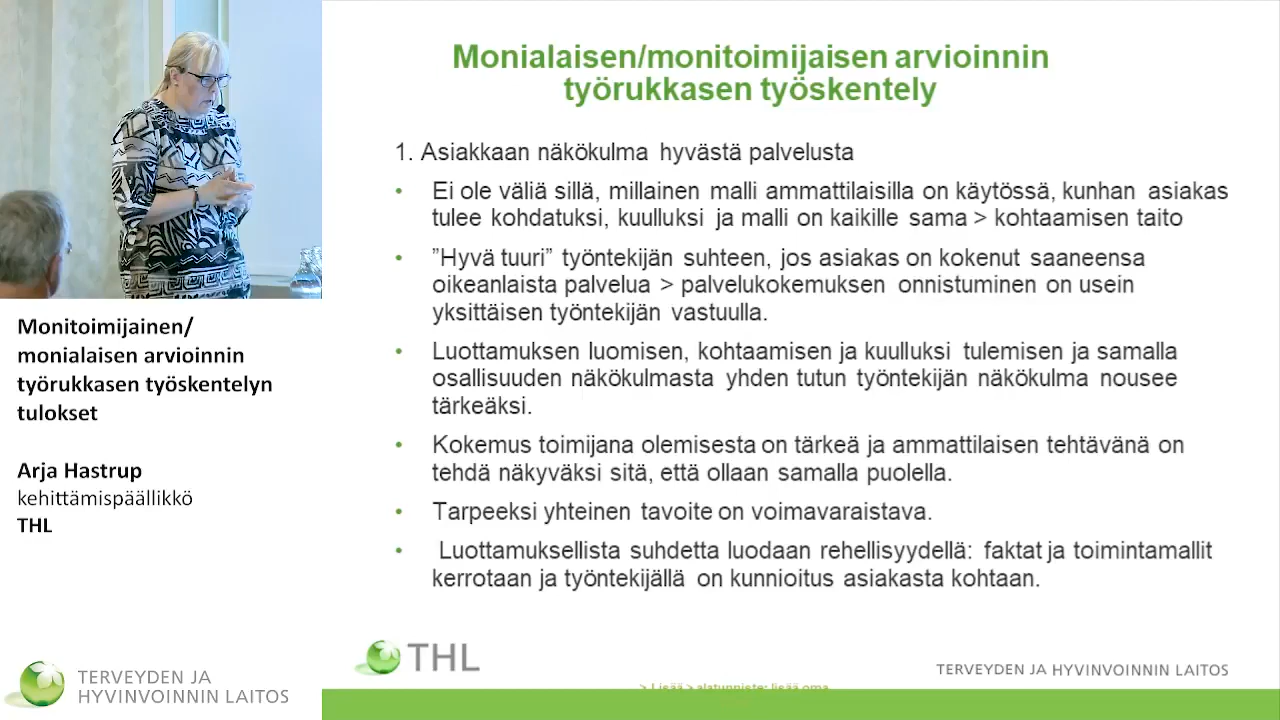 Monialaisen/monitoimijaisen arvioinnin
työrukkasen työskentely
1. Asiakkaan näkökulma hyvästä palvelusta
• Ei ole väliä sillä, millainen malli ammattilaisilla on käytössä, kunhan asiakas
tulee kohdatuksi, kuulluksi ja malli on kaikille sama > kohtaamisen taito
• ”Hyvä tuuri” työntekijän suhteen, jos asiakas on kokenut saaneensa
oikeanlaista palvelua > palvelukokemuksen onnistuminen on usein
yksittäisen työntekijän vastuulla.
• Luottamuksen luomisen, kohtaamisen ja kuulluksi tulemisen ja samalla
osallisuuden näkökulmasta yhden tutun työntekijän näkökulma nousee
tärkeäksi.
• Kokemus toimijana olemisesta on tärkeä ja ammattilaisen tehtävänä on
tehdä näkyväksi sitä, että ollaan samalla puolella.
• Tarpeeksi yhteinen tavoite on voimavaraistava.
• Luottamuksellista suhdetta luodaan rehellisyydellä: faktat ja toimintamallit
kerrotaan ja työntekijällä on kunnioitus asiakasta kohtaan.
THL
TERVEYDEN JA HYVINVOINNIN LAITOS
> Lisää > alatunniste: lisää oma
Monitoimijainen/
monialaisen arvioinnin
työrukkasen työskentelyn
tulokset
Arja Hastrup
kehittämispäällikkö
THL
TERVEYDEN JA
HYVINVOINNIN LAITOS